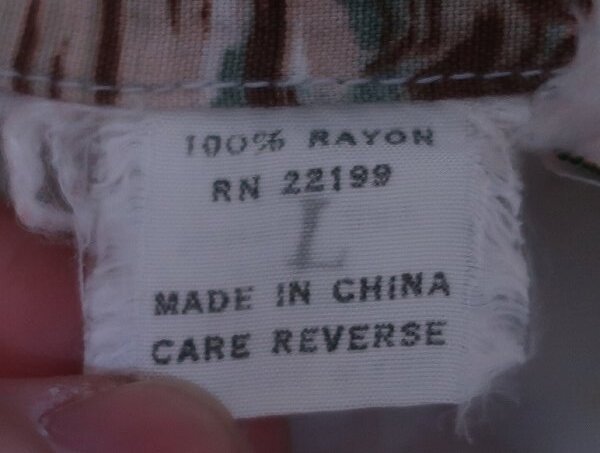 100% RAYON
RN 22199
L
MADE IN CHINA
CARE REVERSE